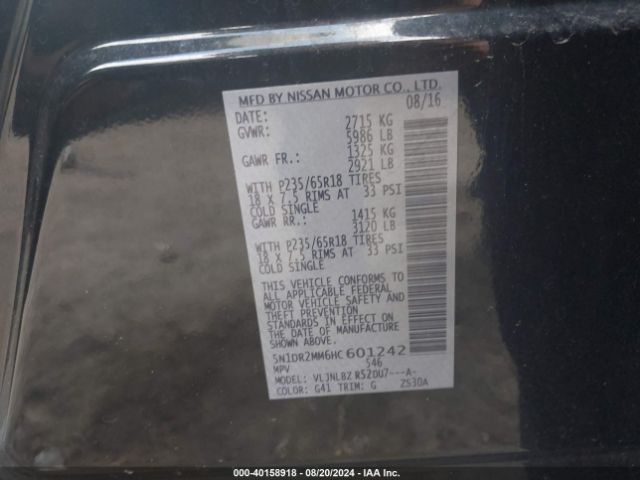 MFD BY NISSAN MOTOR CO., LTD.
DATE: 08/16
GVWR: 2715 KG
5986 LB
GAWR FR.: 1325 KG
2921 LB
WITH P235/65R18 TIRES
18 X 7.5 RIMS AT 33 PSI
COLD SINGLE
GAWR RR.: 1415 KG
3120 LB
WITH P235/65R18 TIRES
18 X 7.5 RIMS AT 33 PSI
COLD SINGLE
THIS VEHICLE CONFORMS TO
ALL APPLICABLE FEDERAL
MOTOR VEHICLE SAFETY AND
THEFT PREVENTION
STANDARDS IN EFFECT ON
THE DATE OF MANUFACTURE
SHOWN ABOVE.
5N1DR2MM6HC601242
MPV 546
MODEL: VLJNLBZ R52DU7---A-
COLOR: G41 TRIM: G ZS30A
000-40158918 - 08/20/2024 - IAA Inc.